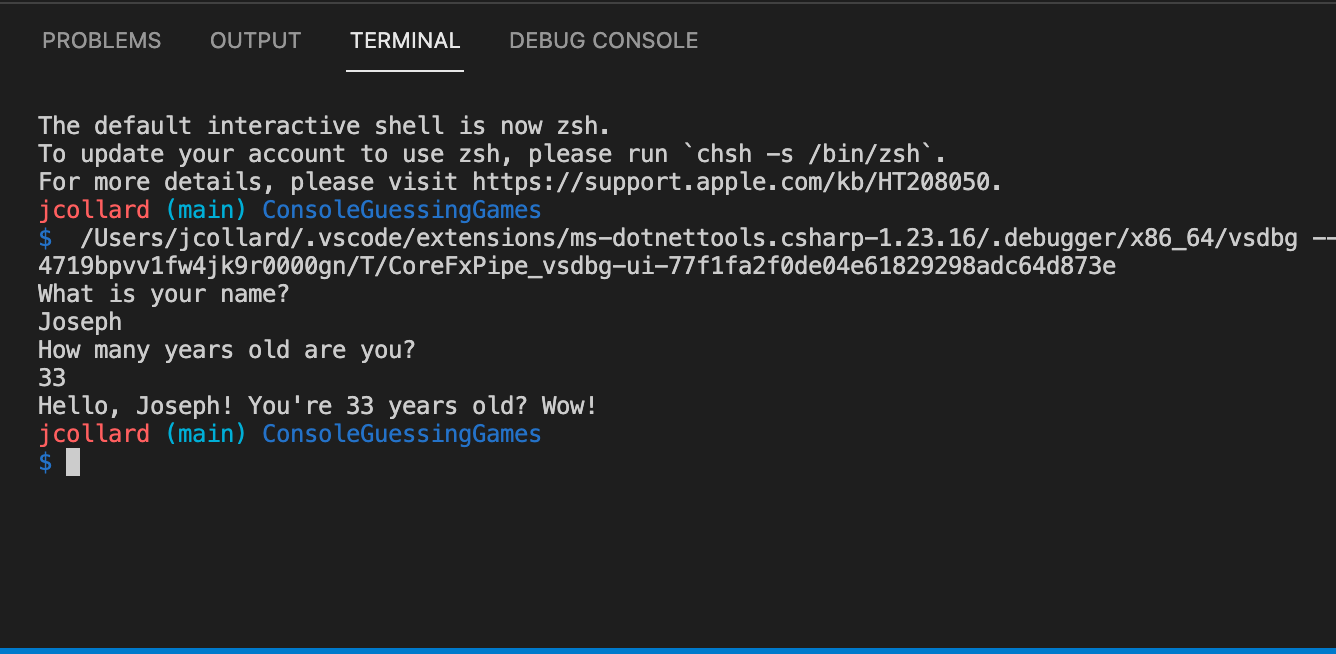 PROBLEMS OUTPUT TERMINAL DEBUG CONSOLE
The default interactive shell is now zsh.
To update your account to use zsh, please run `chsh -s /bin/zsh`.
For more details, please visit https://support.apple.com/kb/HT208050.
jcollard (main) ConsoleGuessingGames
$  /Users/jcollard/.vscode/extensions/ms-dotnettools.csharp-1.23.16/.debugger/x86_64/vsdbg --
4719bpvv1fw4jk9r0000gn/T/CoreFxPipe_vsdbg-ui-77f1fa2f0de04e61829298adc64d873e
What is your name?
Joseph
How many years old are you?
33
Hello, Joseph! You're 33 years old? Wow!
jcollard (main) ConsoleGuessingGames
$